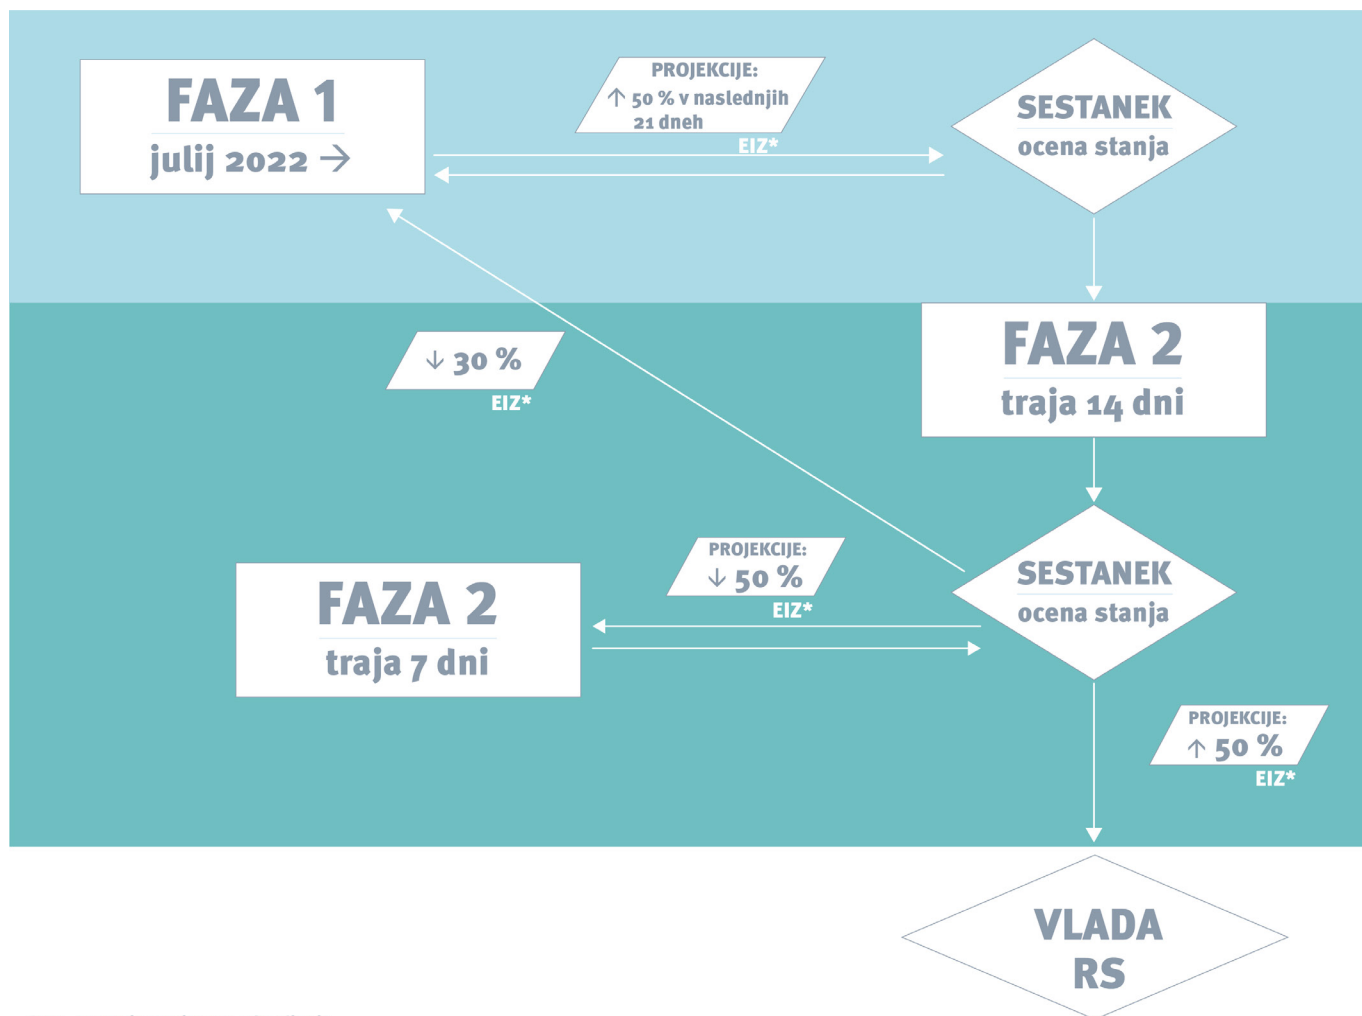 FAZA 1
julij 2022 →
PROJEKCIJE:
↑ 50 % v naslednjih
21 dneh
EIZ*
SESTANEK
ocena stanja
↓ 30 %
EIZ*
FAZA 2
traja 14 dni
PROJEKCIJE:
↓ 50 %
EIZ*
SESTANEK
ocena stanja
FAZA 2
traja 7 dni
PROJEKCIJE:
↑ 50 %
EIZ*
VLADA
RS